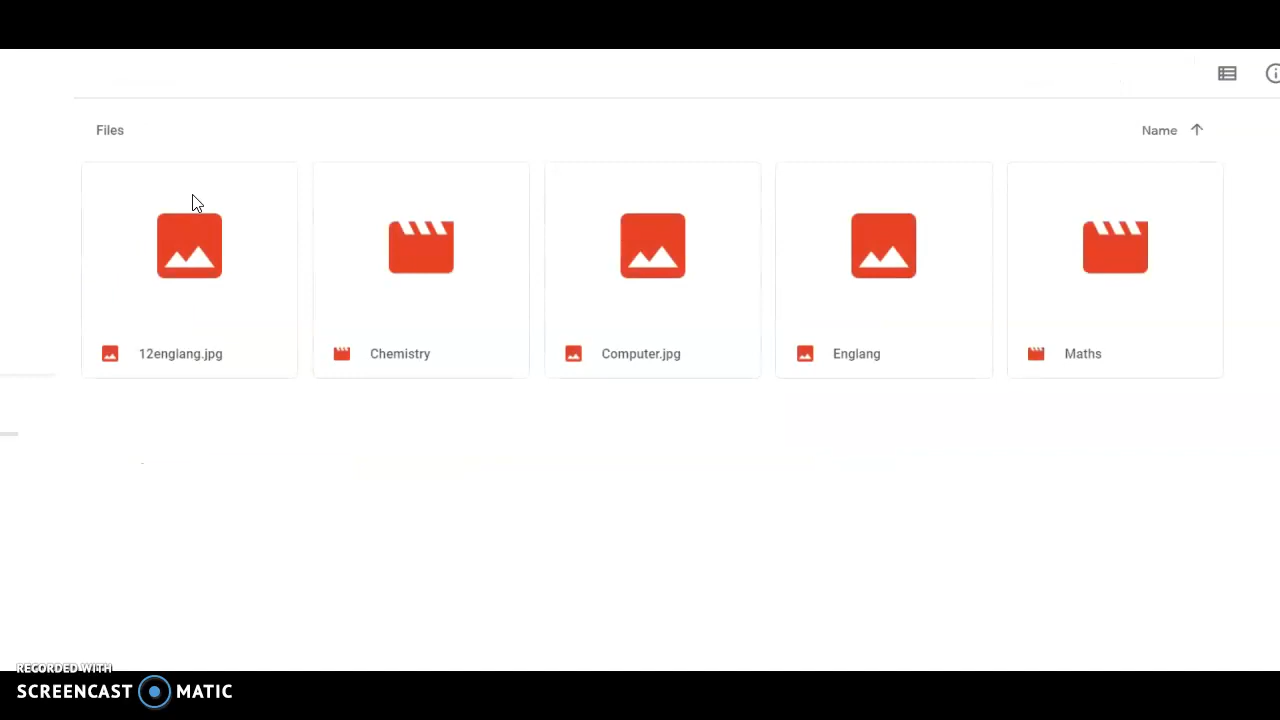 Files
Name
12englang.jpg
Chemistry
Computer.jpg
Englang
Maths
RECORDED WITH
SCREENCAST MATIC